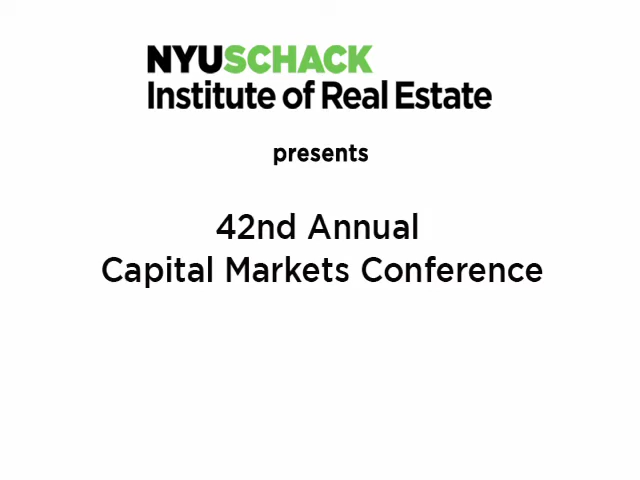 NYUSCHACK
Institute of Real Estate
presents
42nd Annual
Capital Markets Conference